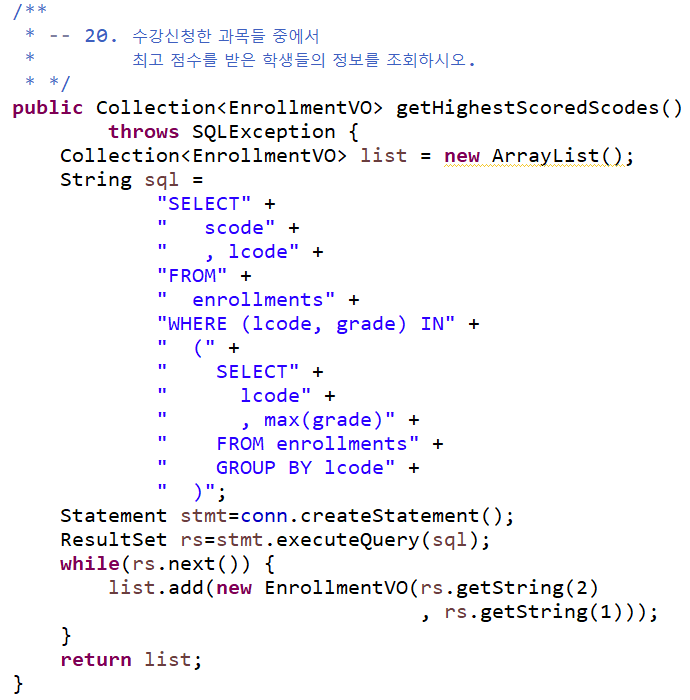 /**
 * -- 20. 수강신청한 과목들 중에서
 *        최고 점수를 받은 학생들의 정보를 조회하시오.
 * */
public Collection<EnrollmentVO> getHighestScoredScodes()
        throws SQLException {
    Collection<EnrollmentVO> list = new ArrayList();
    String sql =
            "SELECT" +
            "   scode" +
            "   , lcode" +
            "FROM" +
            "  enrollments" +
            "WHERE (lcode, grade) IN" +
            "  (" +
            "    SELECT" +
            "      lcode" +
            "      , max(grade)" +
            "    FROM enrollments" +
            "    GROUP BY lcode" +
            "  )";
    Statement stmt=conn.createStatement();
    ResultSet rs=stmt.executeQuery(sql);
    while(rs.next()) {
        list.add(new EnrollmentVO(rs.getString(2)
                                  , rs.getString(1)));
    }
    return list;
}